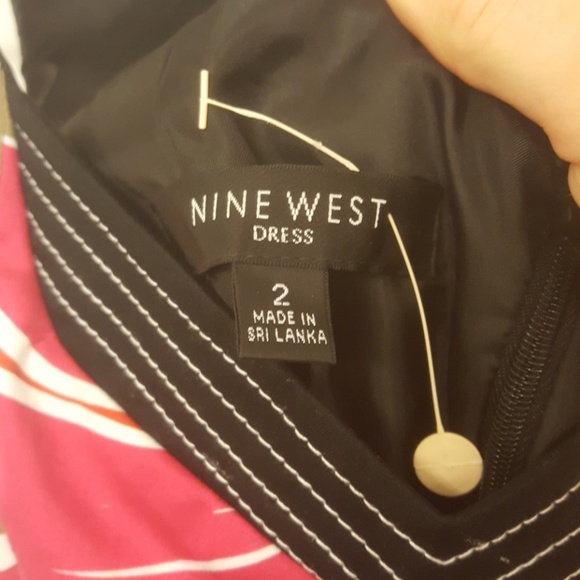 NINE WEST
DRESS
2
MADE IN
SRI LANKA